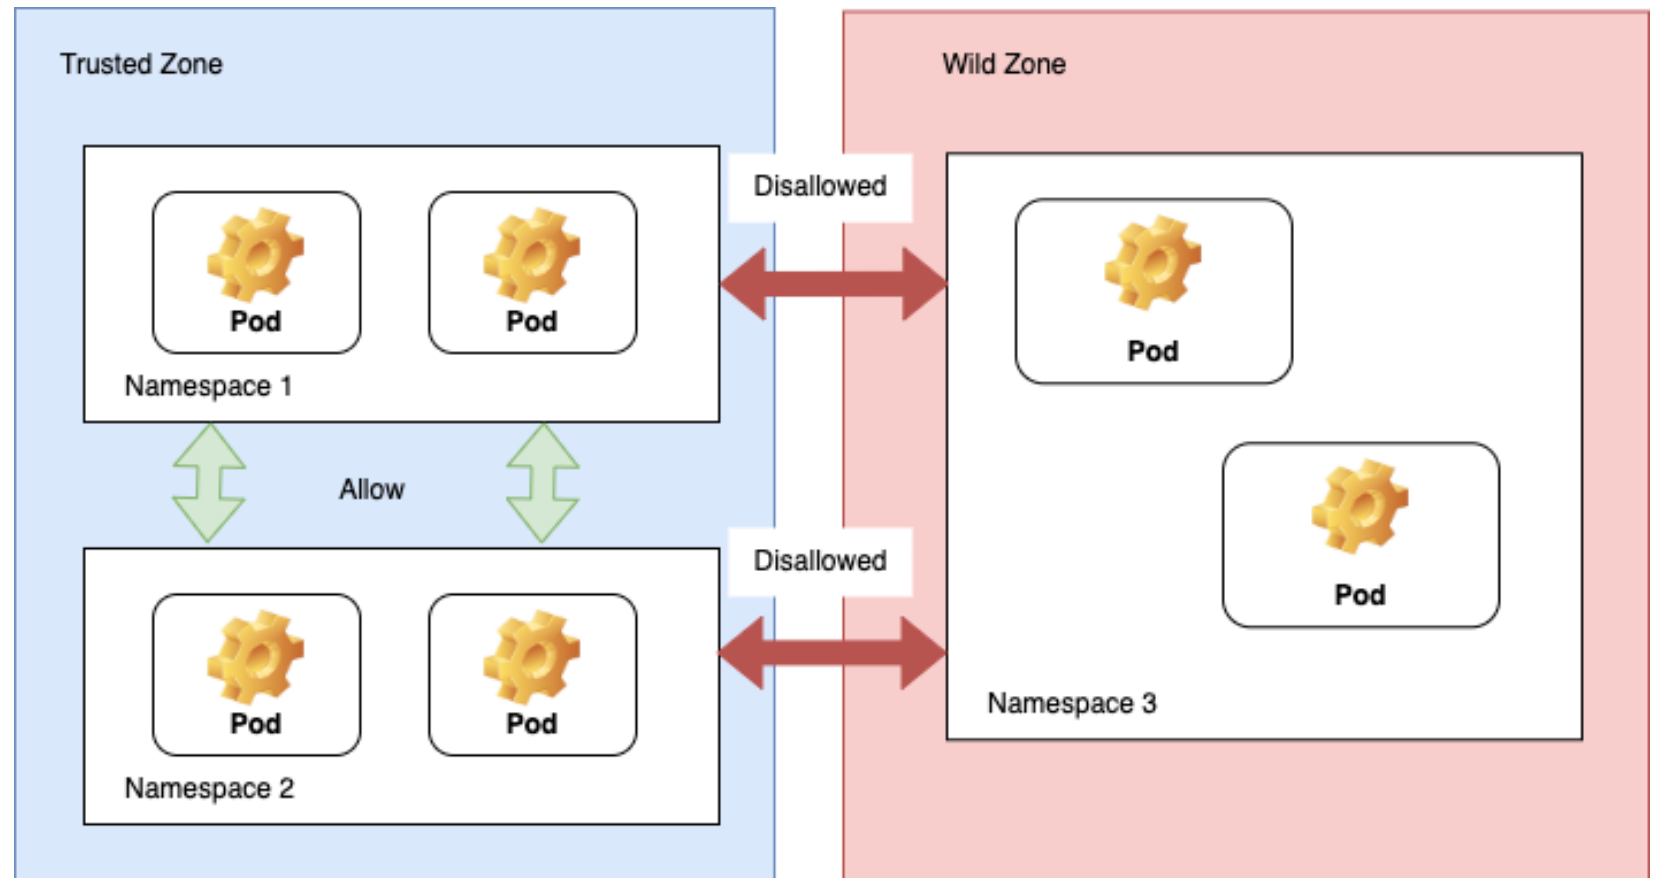 Trusted Zone
Wild Zone
Disallowed
Pod
Pod
Namespace 1
Pod
Allow
Disallowed
Pod
Pod
Namespace 2
Pod
Namespace 3